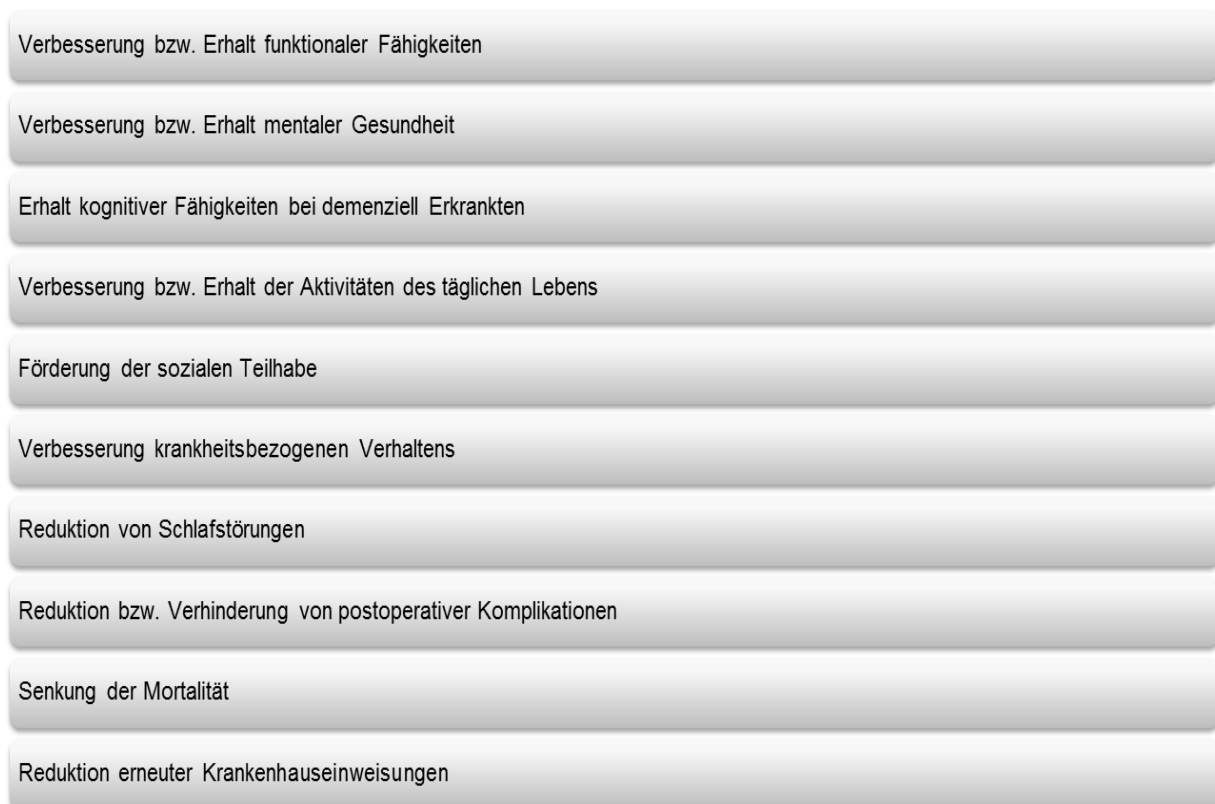 Verbesserung bzw. Erhalt funktionaler Fähigkeiten
Verbesserung bzw. Erhalt mentaler Gesundheit
Erhalt kognitiver Fähigkeiten bei demenziell Erkrankten
Verbesserung bzw. Erhalt der Aktivitäten des täglichen Lebens
Förderung der sozialen Teilhabe
Verbesserung krankheitsbezogenen Verhaltens
Reduktion von Schlafstörungen
Reduktion bzw. Verhinderung von postoperativer Komplikationen
Senkung der Mortalität
Reduktion erneuter Krankenhauseinweisungen